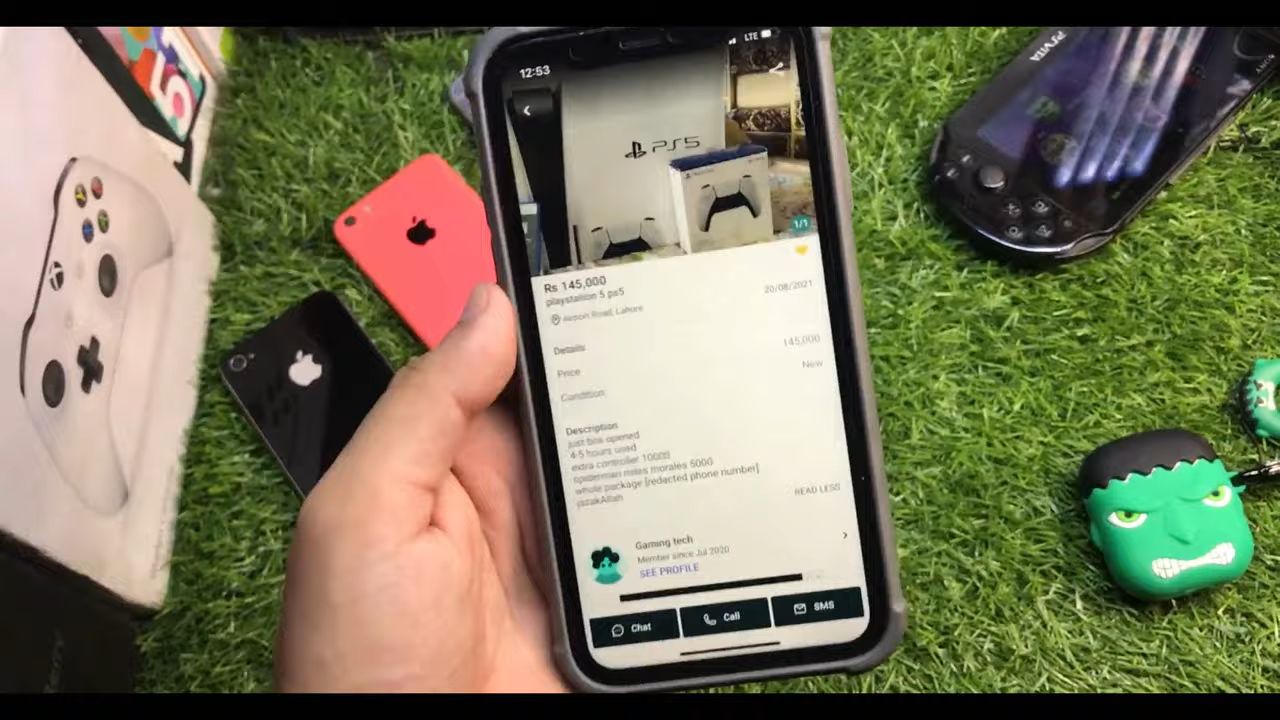 12:53
LTE
PS5
1/1
Rs 145,000
playstation 5 ps5
20/08/2021
Airport Road, Lahore
Details
Price
145,000
Condition
New
Description
just box opened
4-5 hours used
extra controller 10000
spiderman miles morales 5000
whole package [redacted phone number]
jazakAllah
READ LESS
Gaming tech
Member since Jul 2020
SEE PROFILE
Chat
Call
SMS
PSVITA
SONY